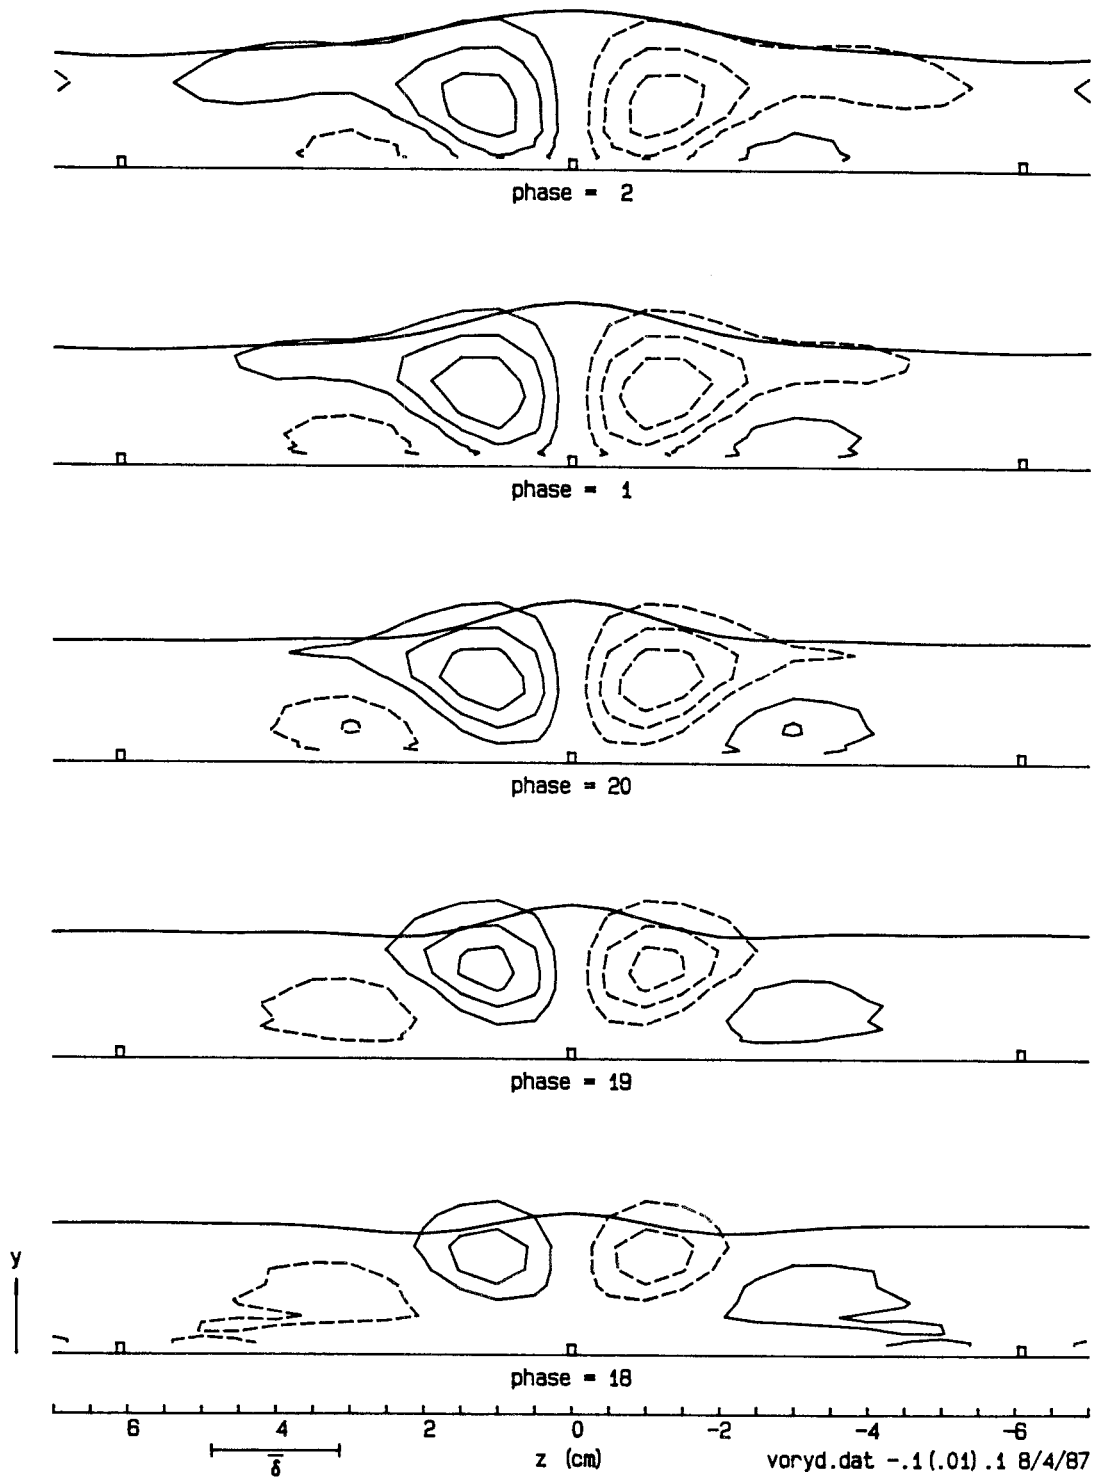 phase = 2
phase = 1
phase = 20
phase = 19
y
phase = 18
6 4 2 0 -2 -4 -6
δ̅ z (cm) voryd.dat -.1(.01).1 8/4/87